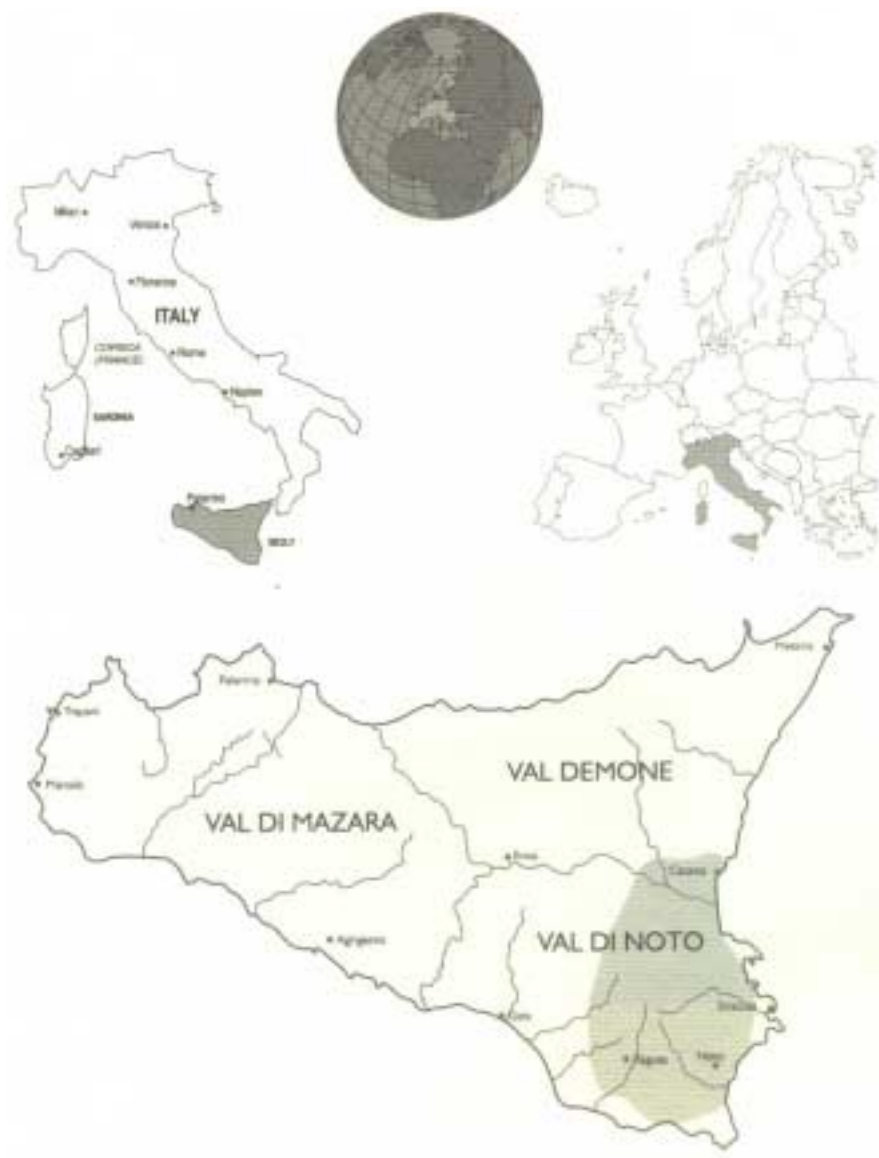 Milan
Venice
Florence
ITALY
CORSICA
(FRANCE)
Rome
Naples
SARDINIA
Cagliari
Palermo
SICILY
Messina
Palermo
Trapani
VAL DEMONE
Marsala
VAL DI MAZARA
Enna
Catania
Agrigento
VAL DI NOTO
Siracusa
Gela
Ragusa
Noto